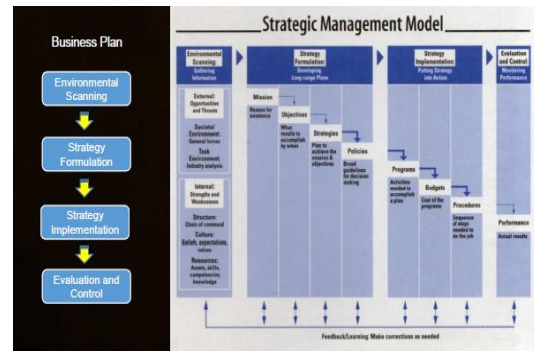 Business Plan
Environmental
Scanning
Strategy
Formulation
Strategy
Implementation
Evaluation and
Control
Strategic Management Model
Environmental
Scanning:
Gathering
Information
Strategy
Formulation
Developing
Long-range Plans
Strategy
Implementation:
Putting Strategy
into Action
Evaluation
and Control:
Monitoring
Performance
External:
Opportunities
and Threats
Societal
Environment:
General forces
Task
Environment:
Industry analysis
Internal:
Strengths and
Weaknesses
Structure:
Chain of command
Culture:
Beliefs, expectations,
values
Resources:
Assets, skills,
competencies,
knowledge
Mission
Reason for
existence
Objectives
What
results to
accomplish
by when
Strategies
Plan to
achieve the
mission &
objectives
Policies
Broad
guidelines
for decision
making
Programs
Activities
needed to
accomplish
a plan
Budgets
Cost of the
programs
Procedures
Sequence
of steps
needed to
do the job
Performance
Actual results
Feedback/Learning: Make corrections as needed